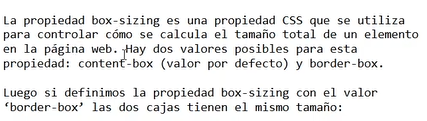 La propiedad box-sizing es una propiedad CSS que se utiliza
para controlar cómo se calcula el tamaño total de un elemento
en la página web. Hay dos valores posibles para esta
propiedad: content-box (valor por defecto) y border-box.
Luego si definimos la propiedad box-sizing con el valor
‘border-box’ las dos cajas tienen el mismo tamaño: